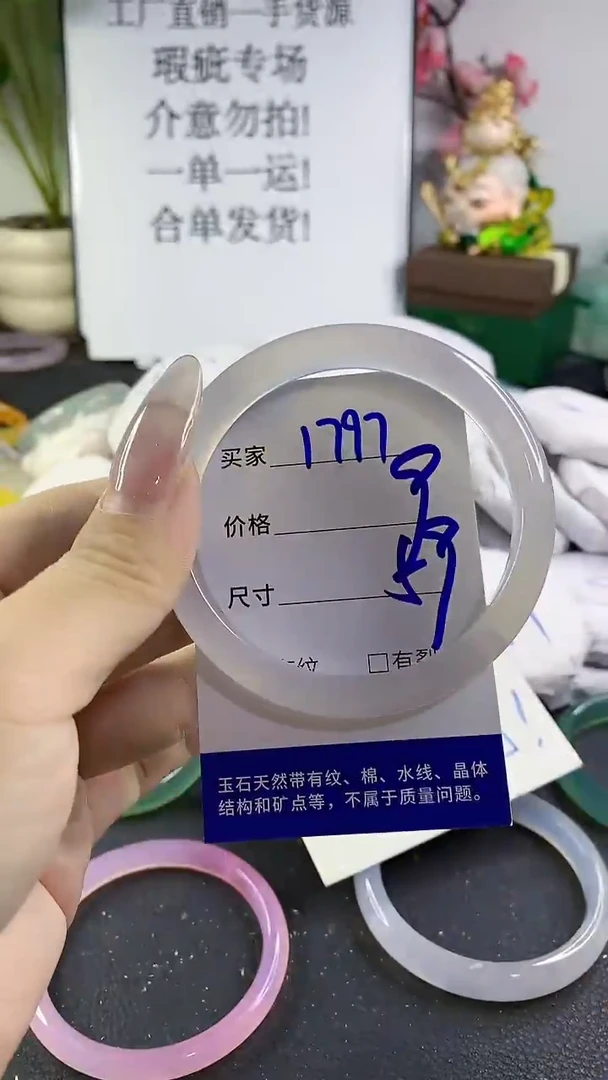 工厂直销一手货源
瑕疵专场
介意勿拍!
一单一运!
合单发货!
买家 1797
价格
尺寸
纹 □有裂
玉石天然带有纹、棉、水线、晶体
结构和矿点等，不属于质量问题。